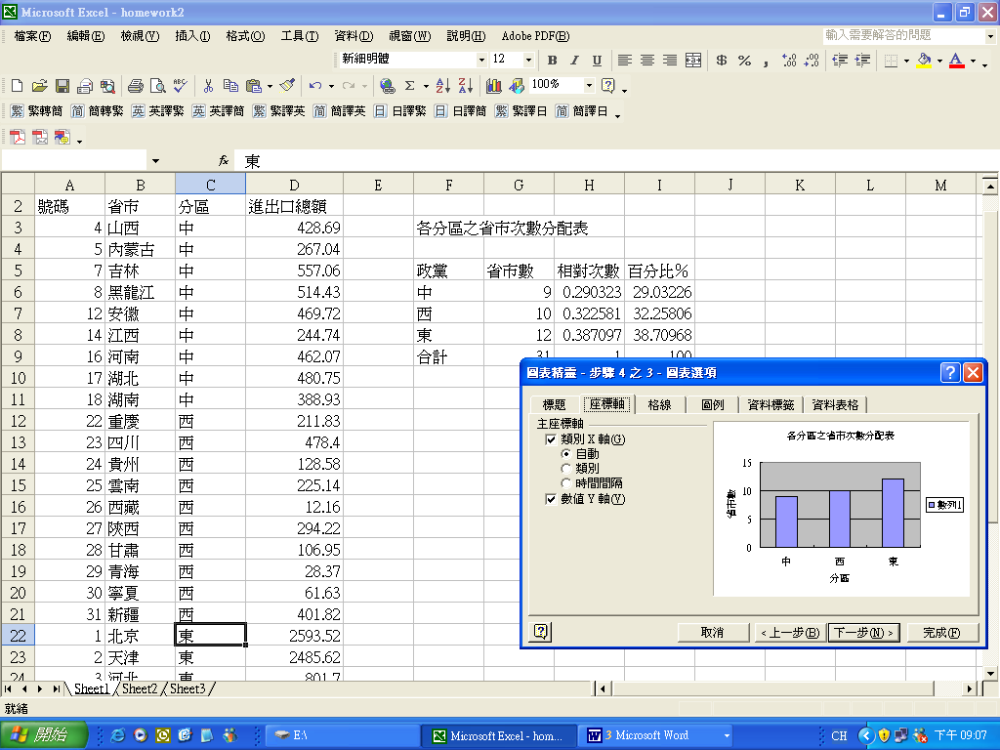 Microsoft Excel - homework2
檔案(F) 編輯(E) 檢視(V) 插入(I) 格式(O) 工具(T) 資料(D) 視窗(W) 說明(H) Adobe PDF(B) 輸入需要解答的問題
新細明體 12 B I U $ % ,
Σ 100%
繁 繁轉簡 簡 簡轉繁 英 英譯繁 英 英譯簡 繁 繁譯英 簡 簡譯英 日 日譯繁 日 日譯簡 繁 繁譯日 簡 簡譯日
fx 東
A B C D E F G H I J K L M
2 號碼 省市 分區 進出口總額
3 4 山西 中 428.69 各分區之省市次數分配表
4 5 內蒙古 中 267.04
5 7 吉林 中 557.06 政黨 省市數 相對次數 百分比%
6 8 黑龍江 中 514.43 中 9 0.290323 29.03226
7 12 安徽 中 469.72 西 10 0.322581 32.25806
8 14 江西 中 244.74 東 12 0.387097 38.70968
9 16 河南 中 462.07 合計 31 1 100
10 17 湖北 中 480.75
11 18 湖南 中 388.93
12 22 重慶 西 211.83
13 23 四川 西 478.4
14 24 貴州 西 128.58
15 25 雲南 西 225.14
16 26 西藏 西 12.16
17 27 陝西 西 294.22
18 28 甘肅 西 106.95
19 29 青海 西 28.37
20 30 寧夏 西 61.63
21 31 新疆 西 401.82
22 1 北京 東 2593.52
23 2 天津 東 2485.62
24 3 河北 東 801.7
圖表精靈 - 步驟 4 之 3 - 圖表選項
標題 座標軸 格線 圖例 資料標籤 資料表格
主座標軸
類別 X 軸(G)
自動
類別
時間間隔
數值 Y 軸(V)
各分區之省市次數分配表
省市數
15
10
5
0
中 西 東
分區
數列1
取消 < 上一步(B) 下一步(N) > 完成(F)
Sheet1 Sheet2 Sheet3
就緒
開始 E:\ Microsoft Excel - hom... 3 Microsoft Word CH 下午 09:07